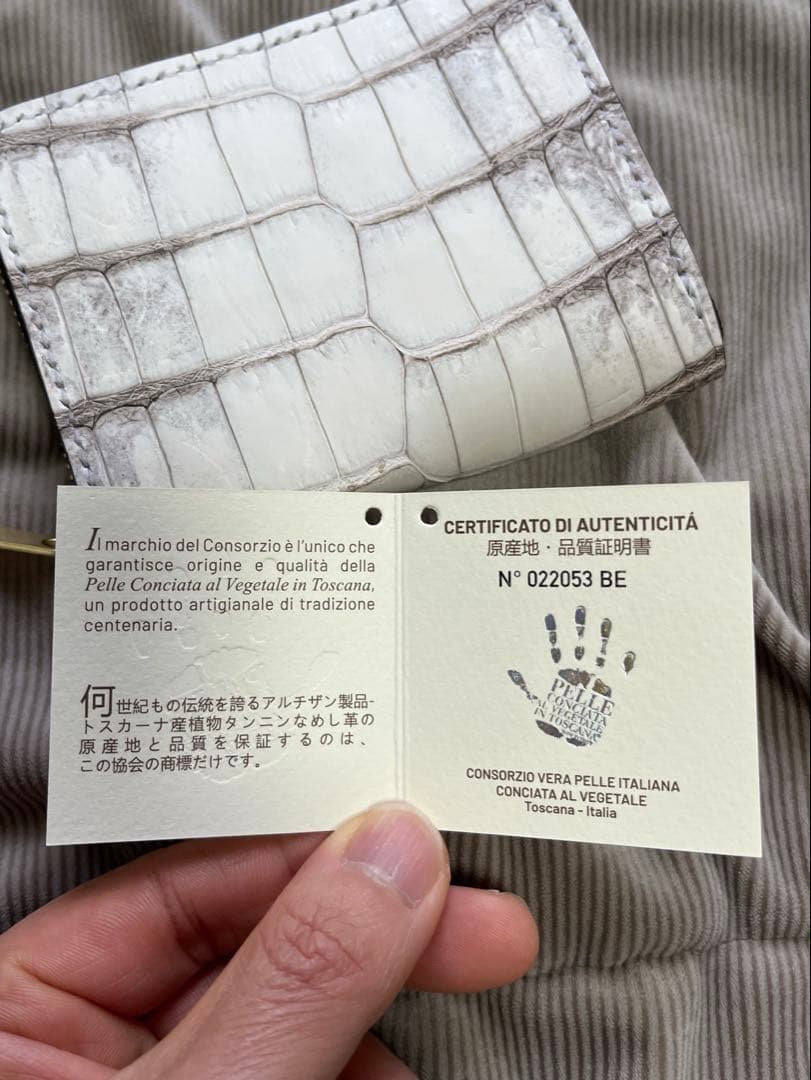 Il marchio del Consorzio è l'unico che
garantisce origine e qualità della
Pelle Conciata al Vegetale in Toscana,
un prodotto artigianale di tradizione
centenaria.
何世紀もの伝統を誇るアルチザン製品-
トスカーナ産植物タンニンなめし革の
原産地と品質を保証するのは、
この協会の商標だけです。
CERTIFICATO DI AUTENTICITÁ
原産地・品質証明書
N° 022053 BE
PELLE
CONCIATA
AL VEGETALE
IN TOSCANA
CONSORZIO VERA PELLE ITALIANA
CONCIATA AL VEGETALE
Toscana - Italia